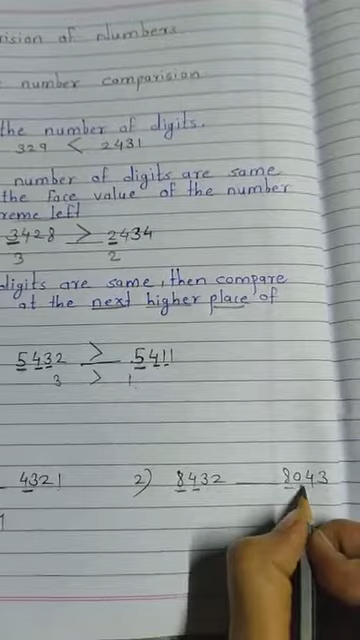 of Numbers
number comparision
the number of digits.
329 < 2431
number of digits are same
the face value of the number
left
3428 > 2434
3 2
digits are same, then compare
at the next higher place of
5432 > 5411
3 > 1
4321 2) 8432 8043